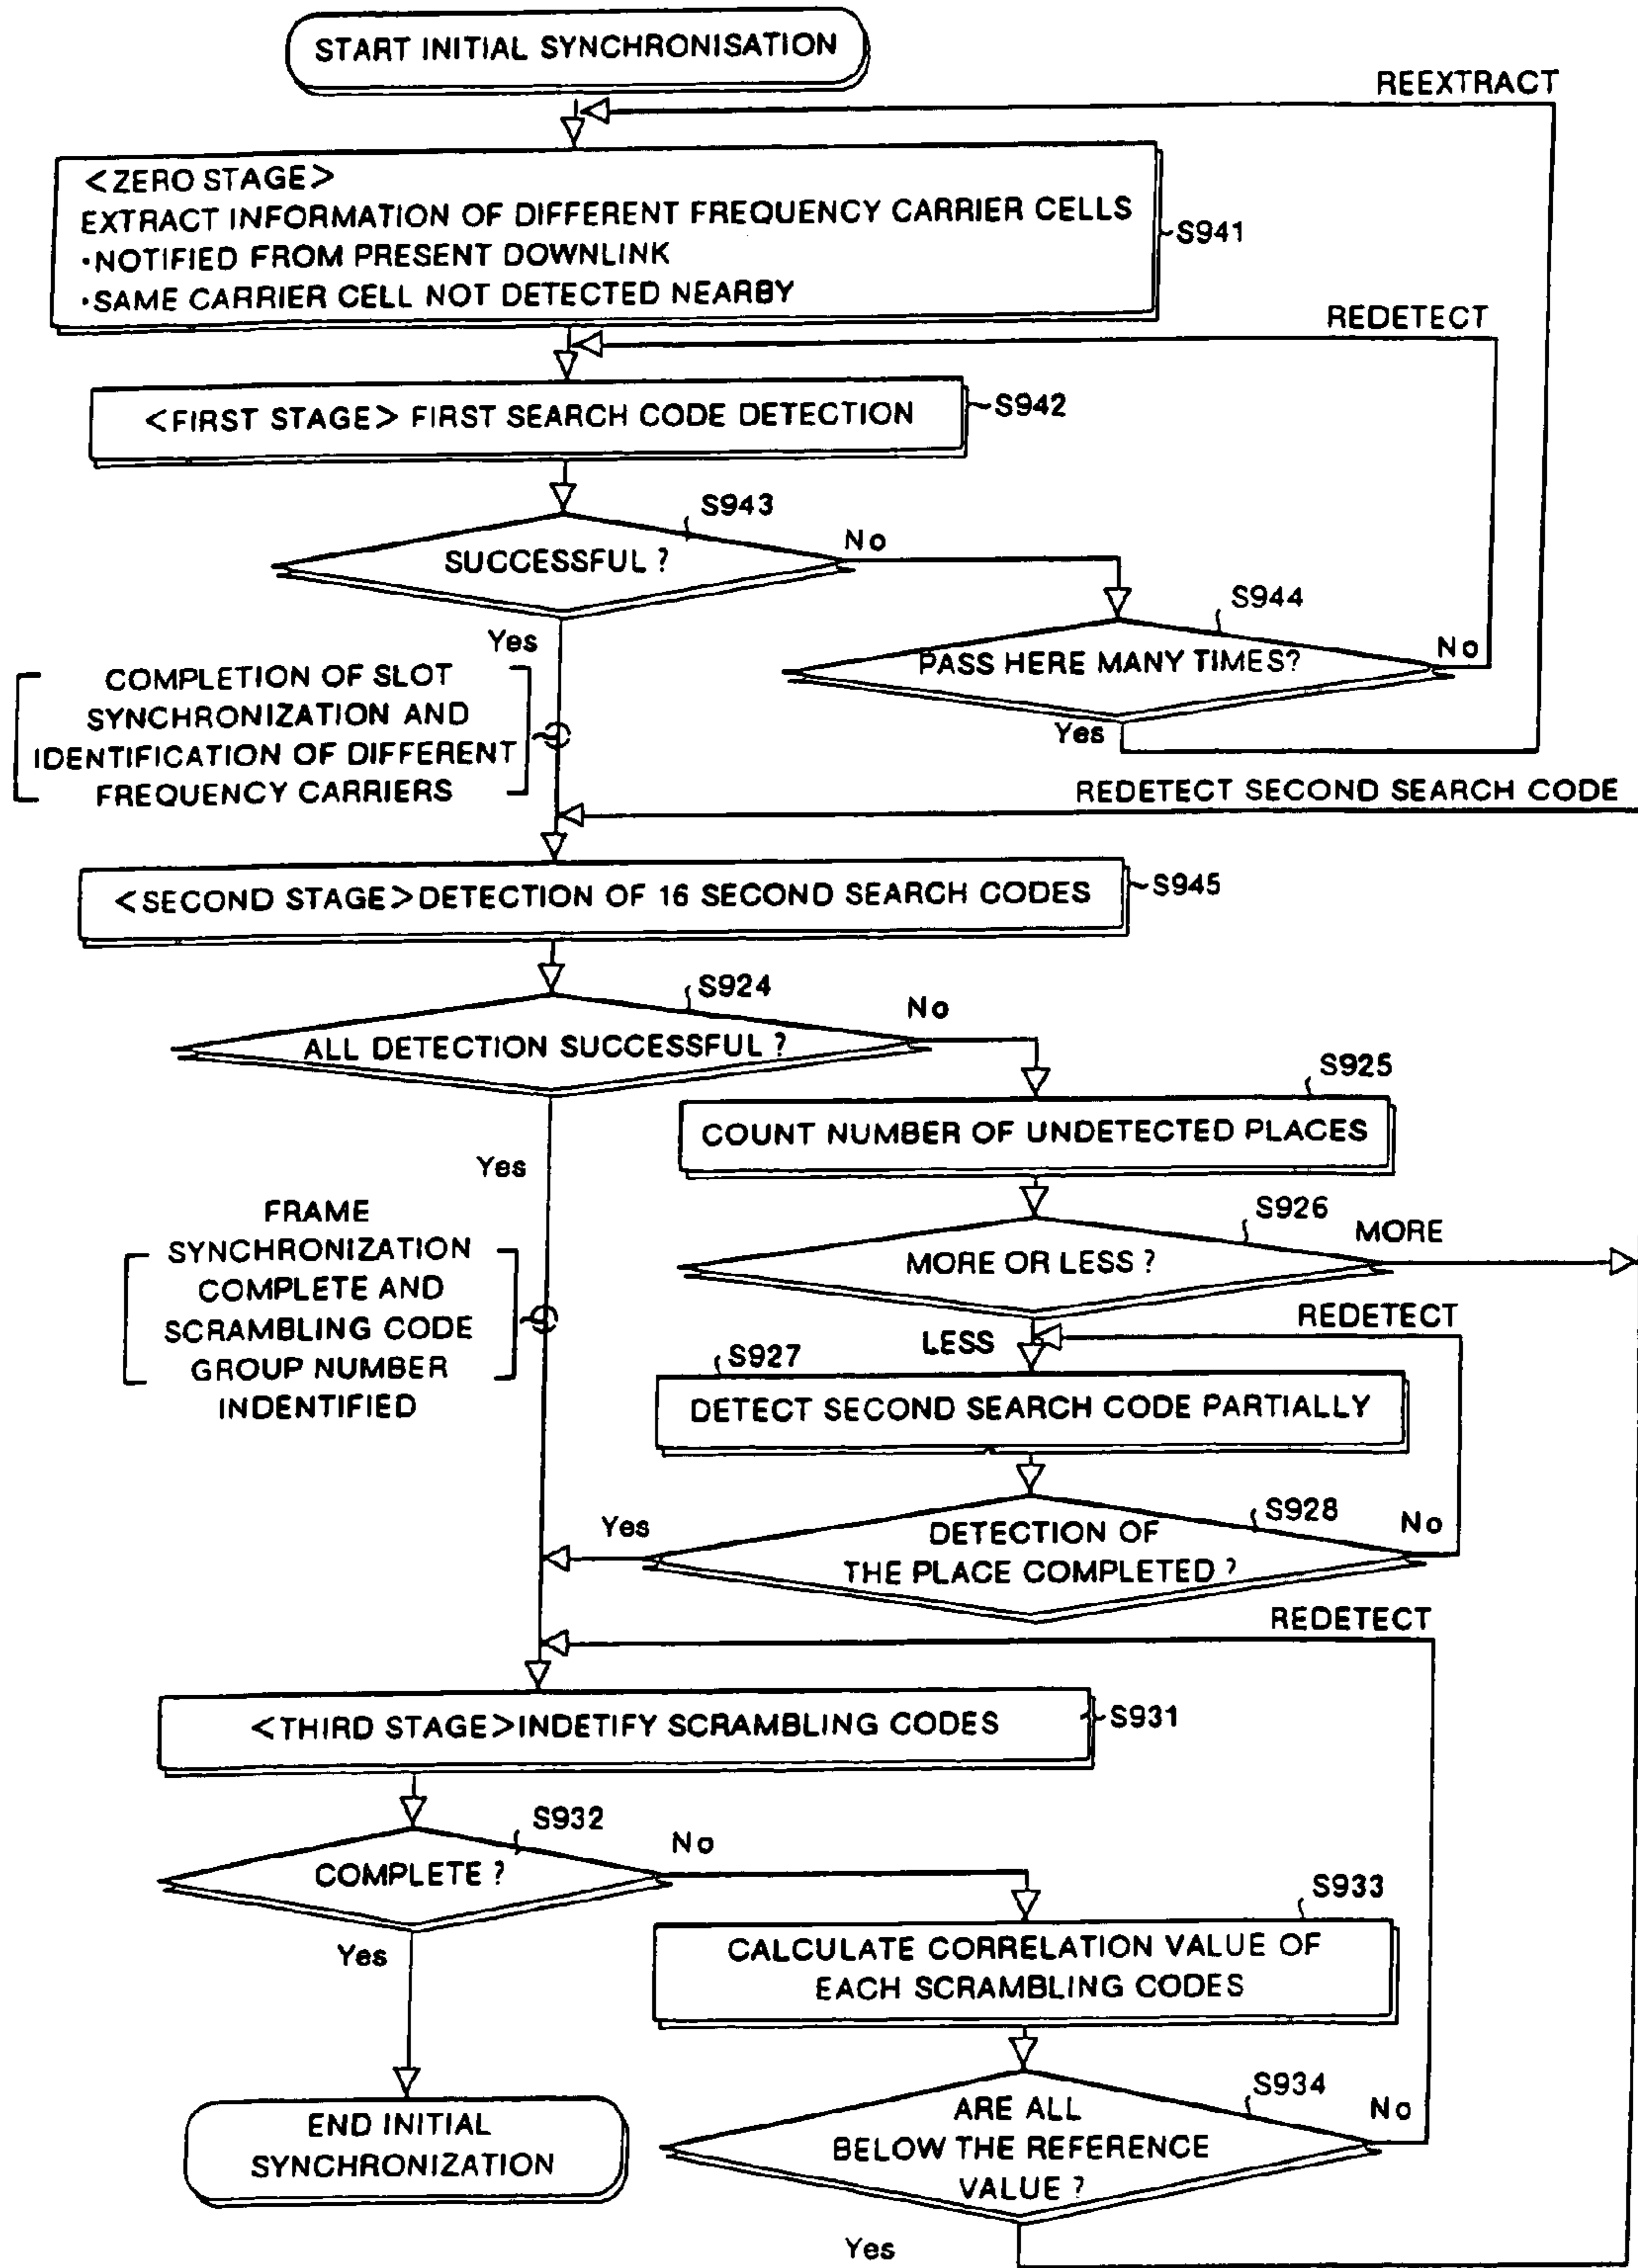 START INITIAL SYNCHRONISATION
REEXTRACT
<ZERO STAGE>
EXTRACT INFORMATION OF DIFFERENT FREQUENCY CARRIER CELLS
•NOTIFIED FROM PRESENT DOWNLINK
•SAME CARRIER CELL NOT DETECTED NEARBY
S941
REDETECT
<FIRST STAGE> FIRST SEARCH CODE DETECTION
S942
S943
SUCCESSFUL ?
No
S944
PASS HERE MANY TIMES?
No
Yes
Yes
COMPLETION OF SLOT
SYNCHRONIZATION AND
IDENTIFICATION OF DIFFERENT
FREQUENCY CARRIERS
REDETECT SECOND SEARCH CODE
<SECOND STAGE>DETECTION OF 16 SECOND SEARCH CODES
S945
S924
ALL DETECTION SUCCESSFUL ?
No
S925
COUNT NUMBER OF UNDETECTED PLACES
Yes
S926
MORE OR LESS ?
MORE
FRAME
SYNCHRONIZATION
COMPLETE AND
SCRAMBLING CODE
GROUP NUMBER
INDENTIFIED
REDETECT
LESS
S927
DETECT SECOND SEARCH CODE PARTIALLY
S928
DETECTION OF
THE PLACE COMPLETED ?
Yes
No
REDETECT
<THIRD STAGE>INDETIFY SCRAMBLING CODES
S931
S932
COMPLETE ?
No
S933
CALCULATE CORRELATION VALUE OF
EACH SCRAMBLING CODES
Yes
S934
ARE ALL
BELOW THE REFERENCE
VALUE ?
No
END INITIAL
SYNCHRONIZATION
Yes